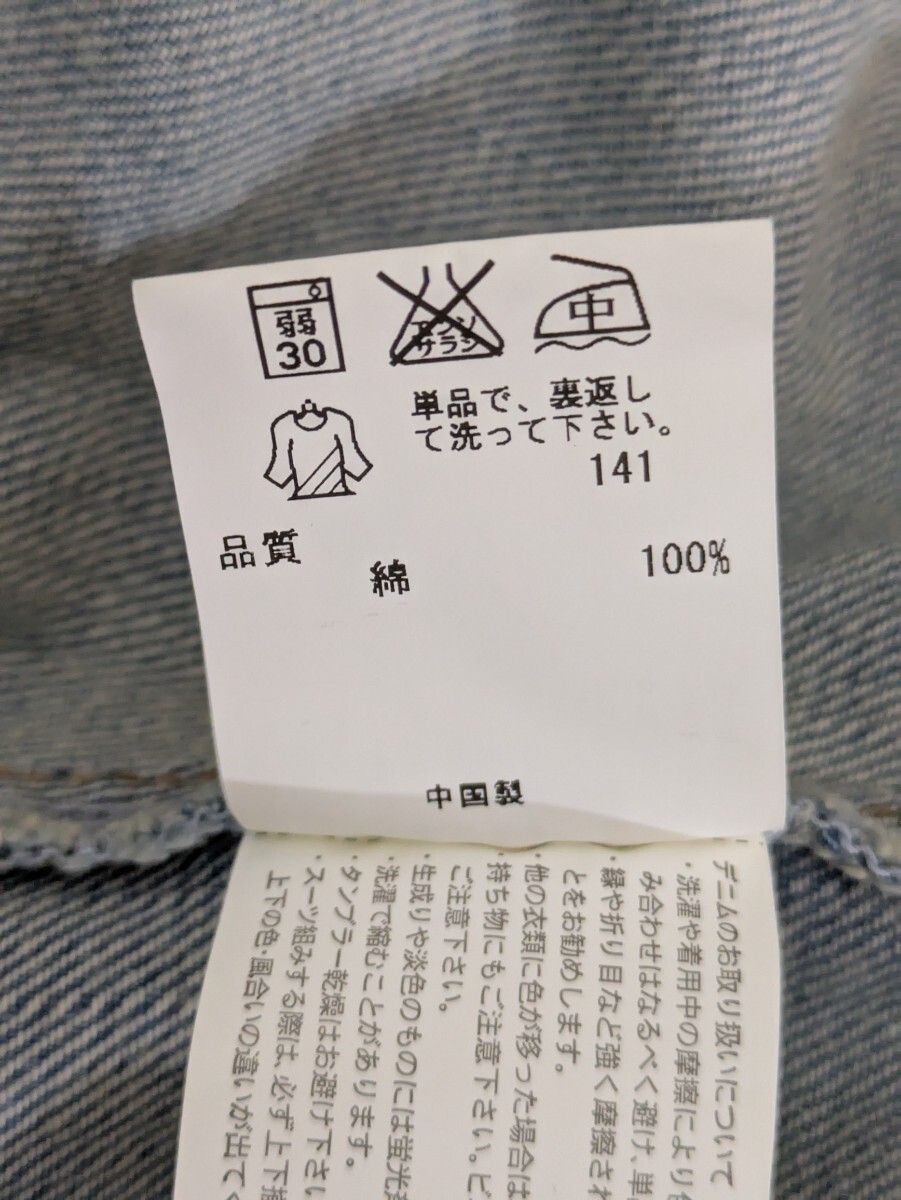 弱
30
エンソ
サラシ
中
単品で、裏返し
て洗って下さい。
141
品質
綿 100%
中国製
デニムのお取り扱いについて
・洗濯や着用中の摩擦により
み合わせはなるべく避け、単
縁や折り目など強く摩擦さ
とをお勧めします。
・他の衣類に色が移った場合は
持ち物にもご注意下さい。ビ
ご注意下さい。
・生成りや淡色のものには蛍光
・洗濯で縮むことがあります。
・タンブラー乾燥はお避け下さい
・スーツ組みする際は、必ず上下揃
上下の色・風合いの違いが出て